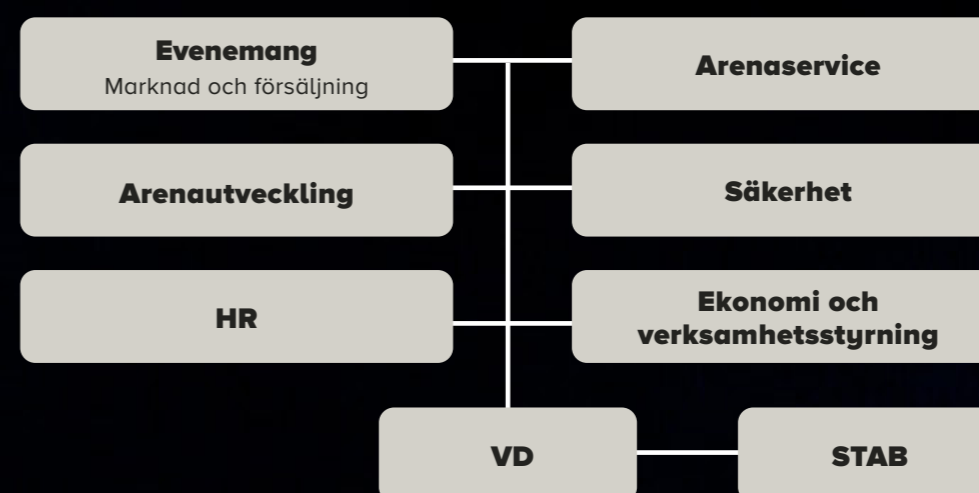 Evenemang
Marknad och försäljning
Arenaservice
Arenautveckling
Säkerhet
HR
Ekonomi och
verksamhetsstyrning
VD
STAB